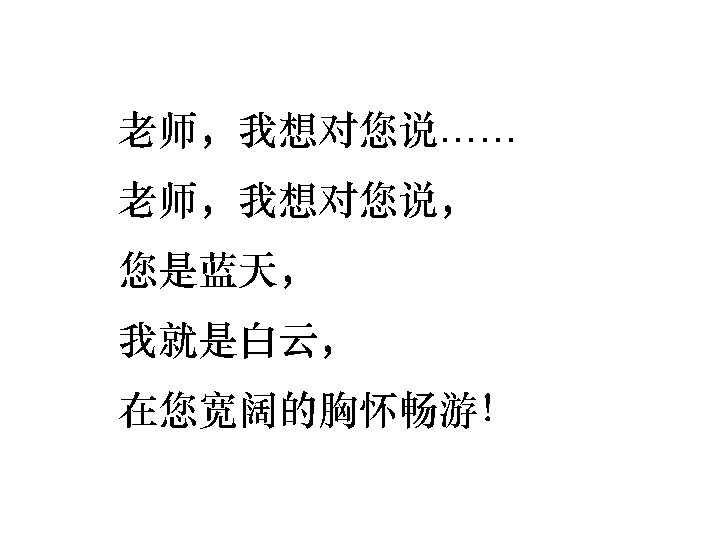 老师，我想对您说……
老师，我想对您说，
您是蓝天，
我就是白云，
在您宽阔的胸怀畅游！